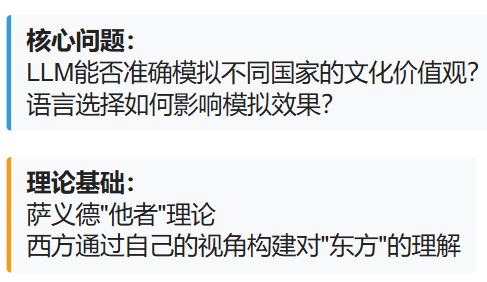 核心问题：
LLM能否准确模拟不同国家的文化价值观？
语言选择如何影响模拟效果？
理论基础：
萨义德"他者"理论
西方通过自己的视角构建对"东方"的理解